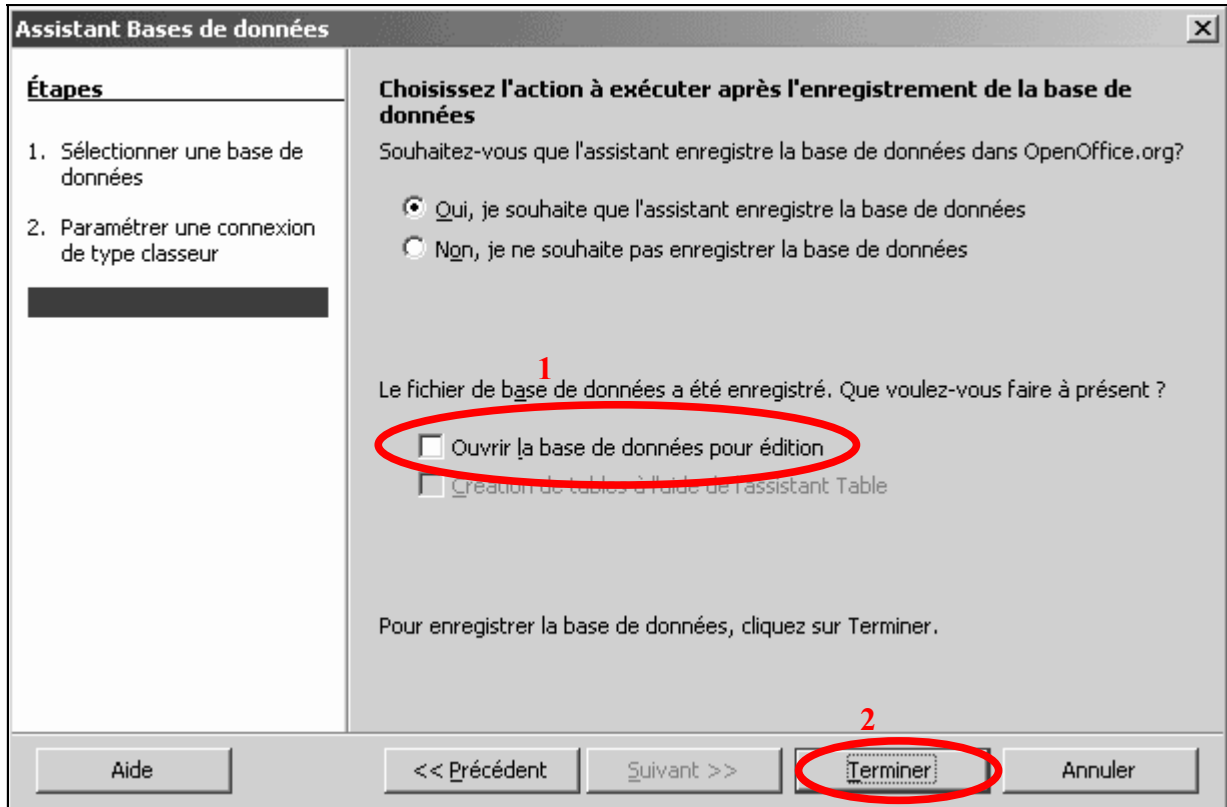 Assistant Bases de données
Étapes
1. Sélectionner une base de
données
2. Paramétrer une connexion
de type classeur
Choisissez l'action à exécuter après l'enregistrement de la base de
données
Souhaitez-vous que l'assistant enregistre la base de données dans OpenOffice.org?
Oui, je souhaite que l'assistant enregistre la base de données
Non, je ne souhaite pas enregistrer la base de données
1
Le fichier de base de données a été enregistré. Que voulez-vous faire à présent ?
Ouvrir la base de données pour édition
Création de tables à l'aide de l'assistant Table
Pour enregistrer la base de données, cliquez sur Terminer.
2
Aide
<< Précédent
Suivant >>
Terminer
Annuler